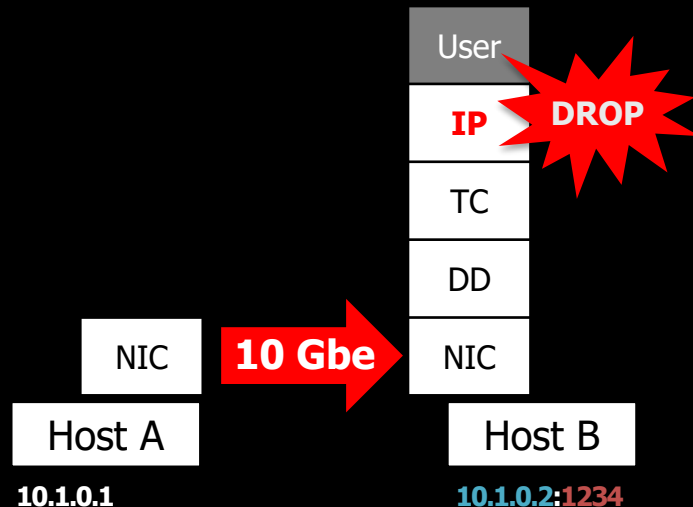 User
IP
DROP
TC
DD
NIC
10 Gbe
NIC
Host A
Host B
10.1.0.1
10.1.0.2:1234